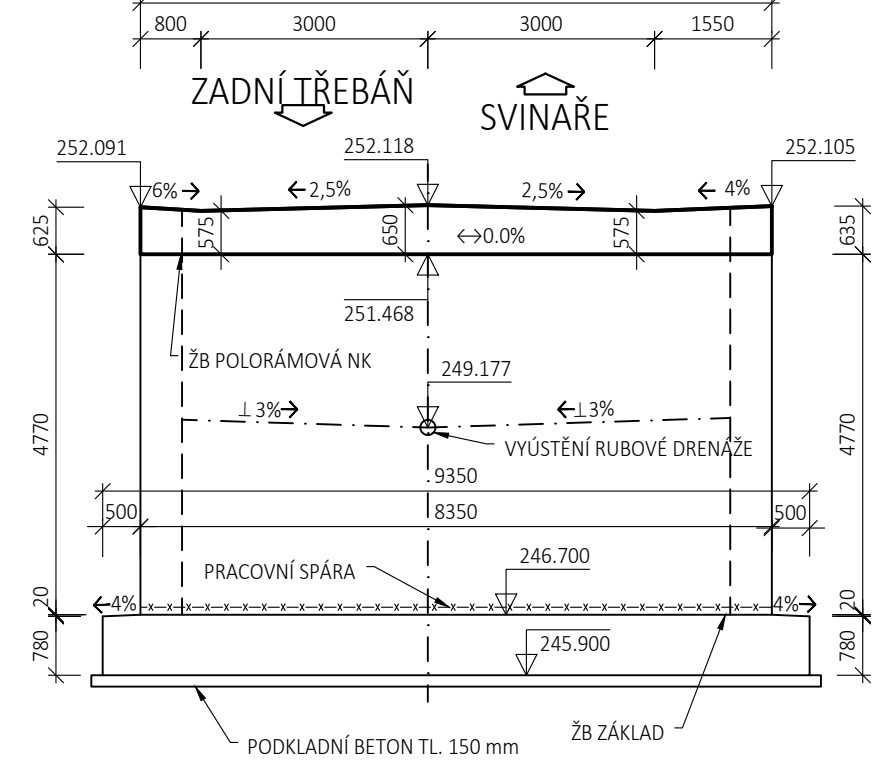 800 3000 3000 1550
ZADNÍ TŘEBÁŇ
SVINAŘE
252.091 252.118 252.105
6% 2,5% 2,5% 4%
625 575 650 0.0% 575 635
251.468
ŽB POLORÁMOVÁ NK
249.177
⊥3% ⊥3%
VYÚSTĚNÍ RUBOVÉ DRENÁŽE
4770 4770
9350
500 8350 500
246.700
PRACOVNÍ SPÁRA
20 4% 4% 20
780 245.900 780
ŽB ZÁKLAD
PODKLADNÍ BETON TL. 150 mm